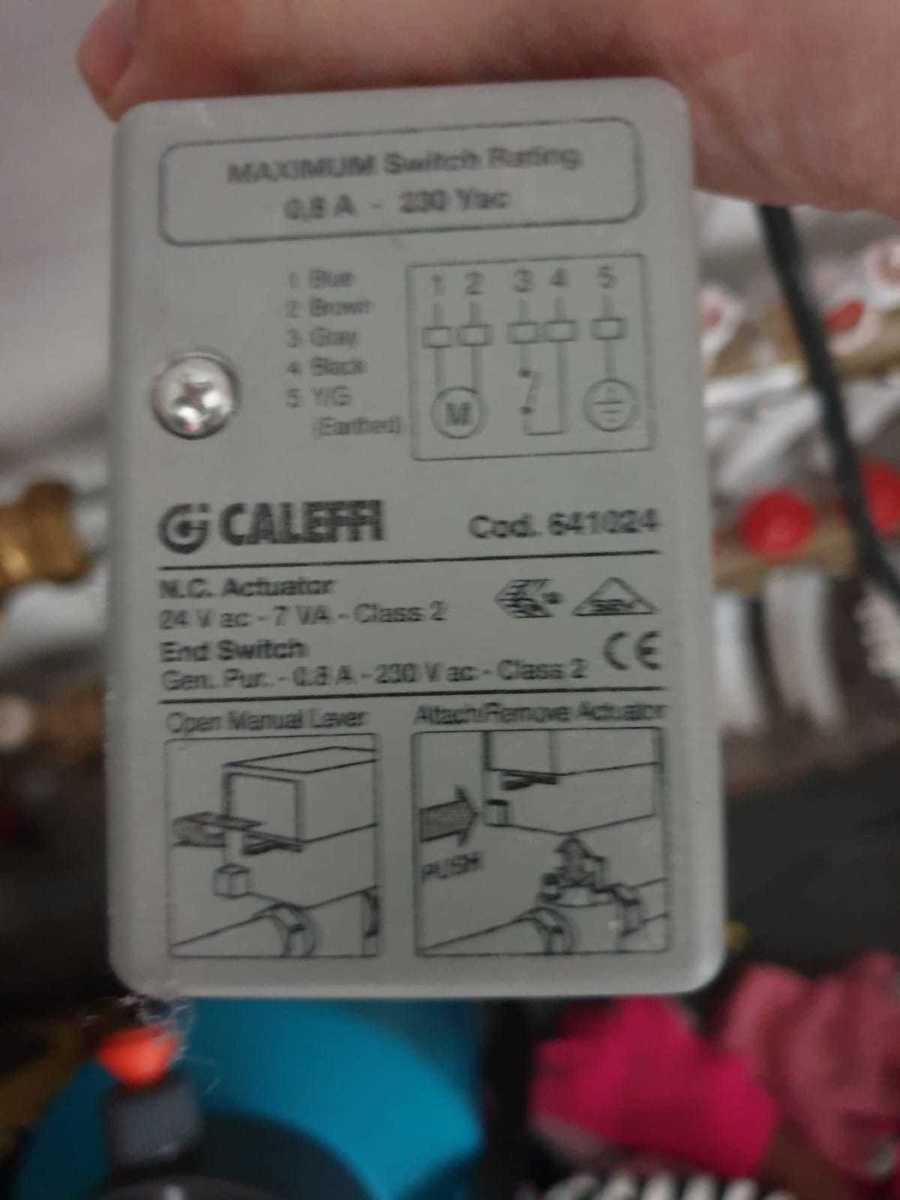 MAXIMUM Switch Rating
0,8 A - 230 Vac
1 Blue
2 Brown
3 Gray
4 Black
5 Y/G
(Earthed)
1 2 3 4 5
M
CALEFFI
Cod. 641024
N.C. Actuator
24 V ac - 7 VA - Class 2
End Switch
Gen. Pur. - 0.8 A - 230 V ac - Class 2
CE
Open Manual Lever
Attach/Remove Actuator
PUSH